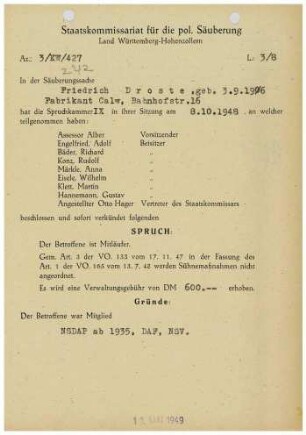 Staatskommissariat für die pol. Säuberung
Land Württemberg-Hohenzollern
Az.: 3/KW/427 L: 3/8
242
In der Säuberungssache
Friedrich Droste, geb. 3.9.1906
Fabrikant Calw, Bahnhofstr.16
hat die Spruchkammer IX in ihrer Sitzung am 8.10.1948 an welcher
teilgenommen haben:
Assessor Alber Vorsitzender
Engelfried, Adolf Beisitzer
Bäder, Richard "
Konz, Rudolf "
Märkle, Anna "
Eisele, Wilhelm "
Klett, Martin "
Hannemann, Gustav "
Angestellter Otto Hager Vertreter des Staatskommissars
beschlossen und sofort verkündet folgenden
SPRUCH:
Der Betroffene ist Mitläufer.
Gem. Art. 3 der VO. 133 vom 17. 11. 47 in der Fassung des
Art. 1 der VO. 165 vom 13. 7. 48 werden Sühnemaßnahmen nicht
angeordnet.
Es wird eine Verwaltungsgebühr von DM 600.-- erhoben.
Gründe:
Der Betroffene war Mitglied
NSDAP ab 1935, DAF, NSV.
1949